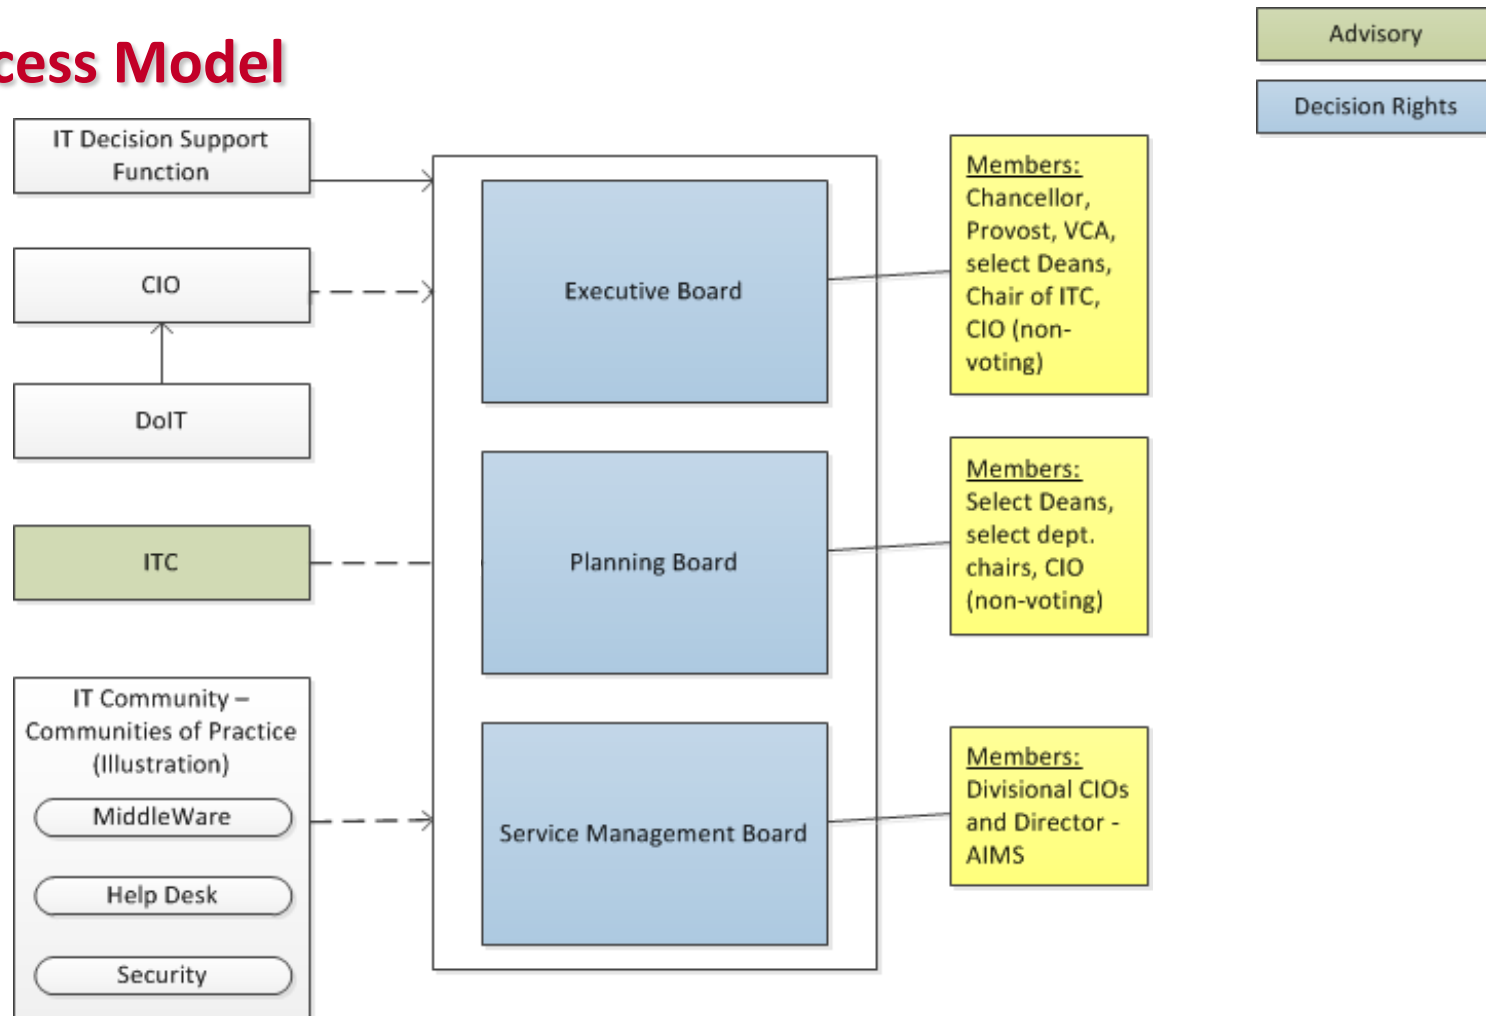 cess Model
Advisory
Decision Rights
IT Decision Support
Function
CIO
DoIT
ITC
IT Community –
Communities of Practice
(Illustration)
MiddleWare
Help Desk
Security
Executive Board
Planning Board
Service Management Board
Members:
Chancellor,
Provost, VCA,
select Deans,
Chair of ITC,
CIO (non-
voting)
Members:
Select Deans,
select dept.
chairs, CIO
(non-voting)
Members:
Divisional CIOs
and Director -
AIMS